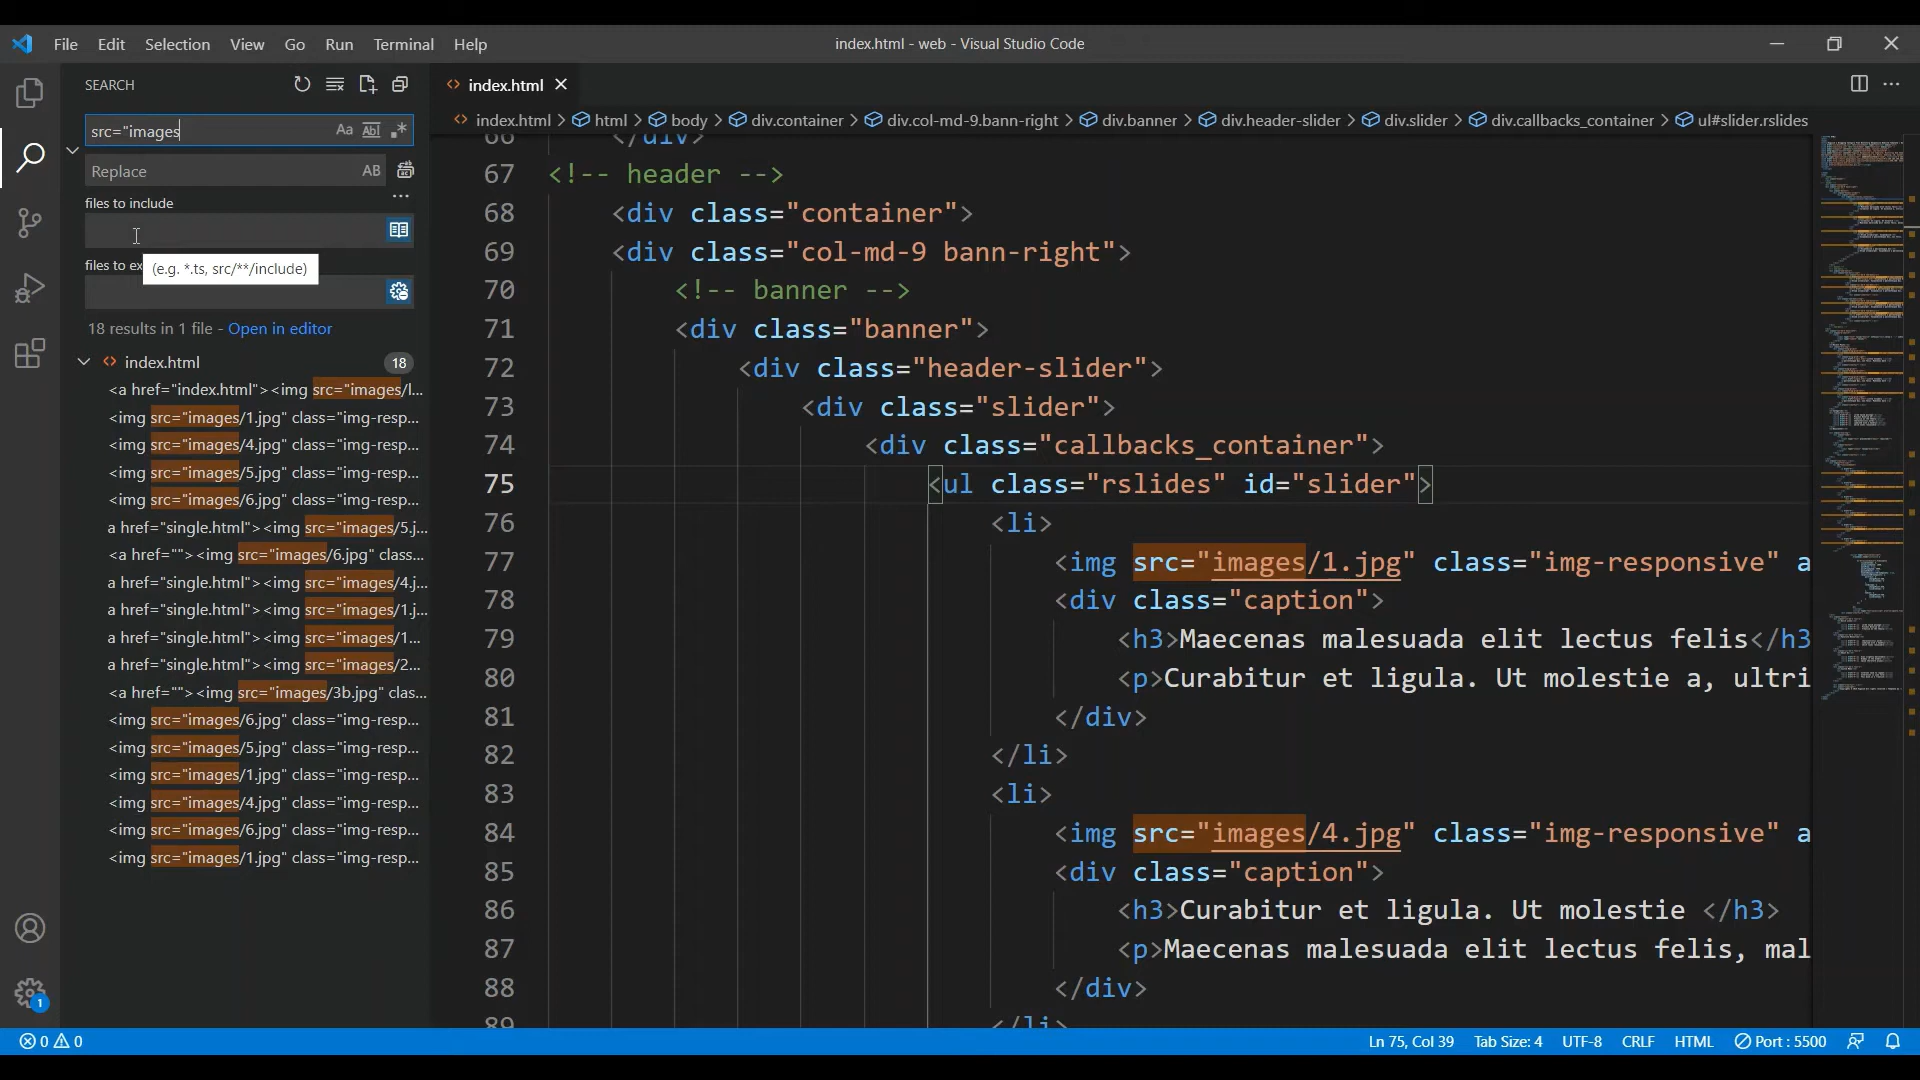 File Edit Selection View Go Run Terminal Help
index.html - web - Visual Studio Code
SEARCH
src="images
Aa Abl .*
Replace
AB
files to include
files to ex
(e.g. *.ts, src/**/include)
18 results in 1 file - Open in editor
index.html 18
<a href="index.html"><img src="images/l...
<img src="images/1.jpg" class="img-resp...
<img src="images/4.jpg" class="img-resp...
<img src="images/5.jpg" class="img-resp...
<img src="images/6.jpg" class="img-resp...
a href="single.html"><img src="images/5.j...
<a href=""><img src="images/6.jpg" class...
a href="single.html"><img src="images/4.j...
a href="single.html"><img src="images/1.j...
a href="single.html"><img src="images/1...
a href="single.html"><img src="images/2...
<a href=""><img src="images/3b.jpg" clas...
<img src="images/6.jpg" class="img-resp...
<img src="images/5.jpg" class="img-resp...
<img src="images/1.jpg" class="img-resp...
<img src="images/4.jpg" class="img-resp...
<img src="images/6.jpg" class="img-resp...
<img src="images/1.jpg" class="img-resp...
1
index.html
index.html > html > body > div.container > div.col-md-9.bann-right > div.banner > div.header-slider > div.slider > div.callbacks_container > ul#slider.rslides
66 </div>
67 <!-- header -->
68 <div class="container">
69 <div class="col-md-9 bann-right">
70 <!-- banner -->
71 <div class="banner">
72 <div class="header-slider">
73 <div class="slider">
74 <div class="callbacks_container">
75 <ul class="rslides" id="slider">
76 <li>
77 <img src="images/1.jpg" class="img-responsive" a
78 <div class="caption">
79 <h3>Maecenas malesuada elit lectus felis</h3
80 <p>Curabitur et ligula. Ut molestie a, ultri
81 </div>
82 </li>
83 <li>
84 <img src="images/4.jpg" class="img-responsive" a
85 <div class="caption">
86 <h3>Curabitur et ligula. Ut molestie </h3>
87 <p>Maecenas malesuada elit lectus felis, mal
88 </div>
89 </li>
0 0
Ln 75, Col 39 Tab Size: 4 UTF-8 CRLF HTML Port : 5500